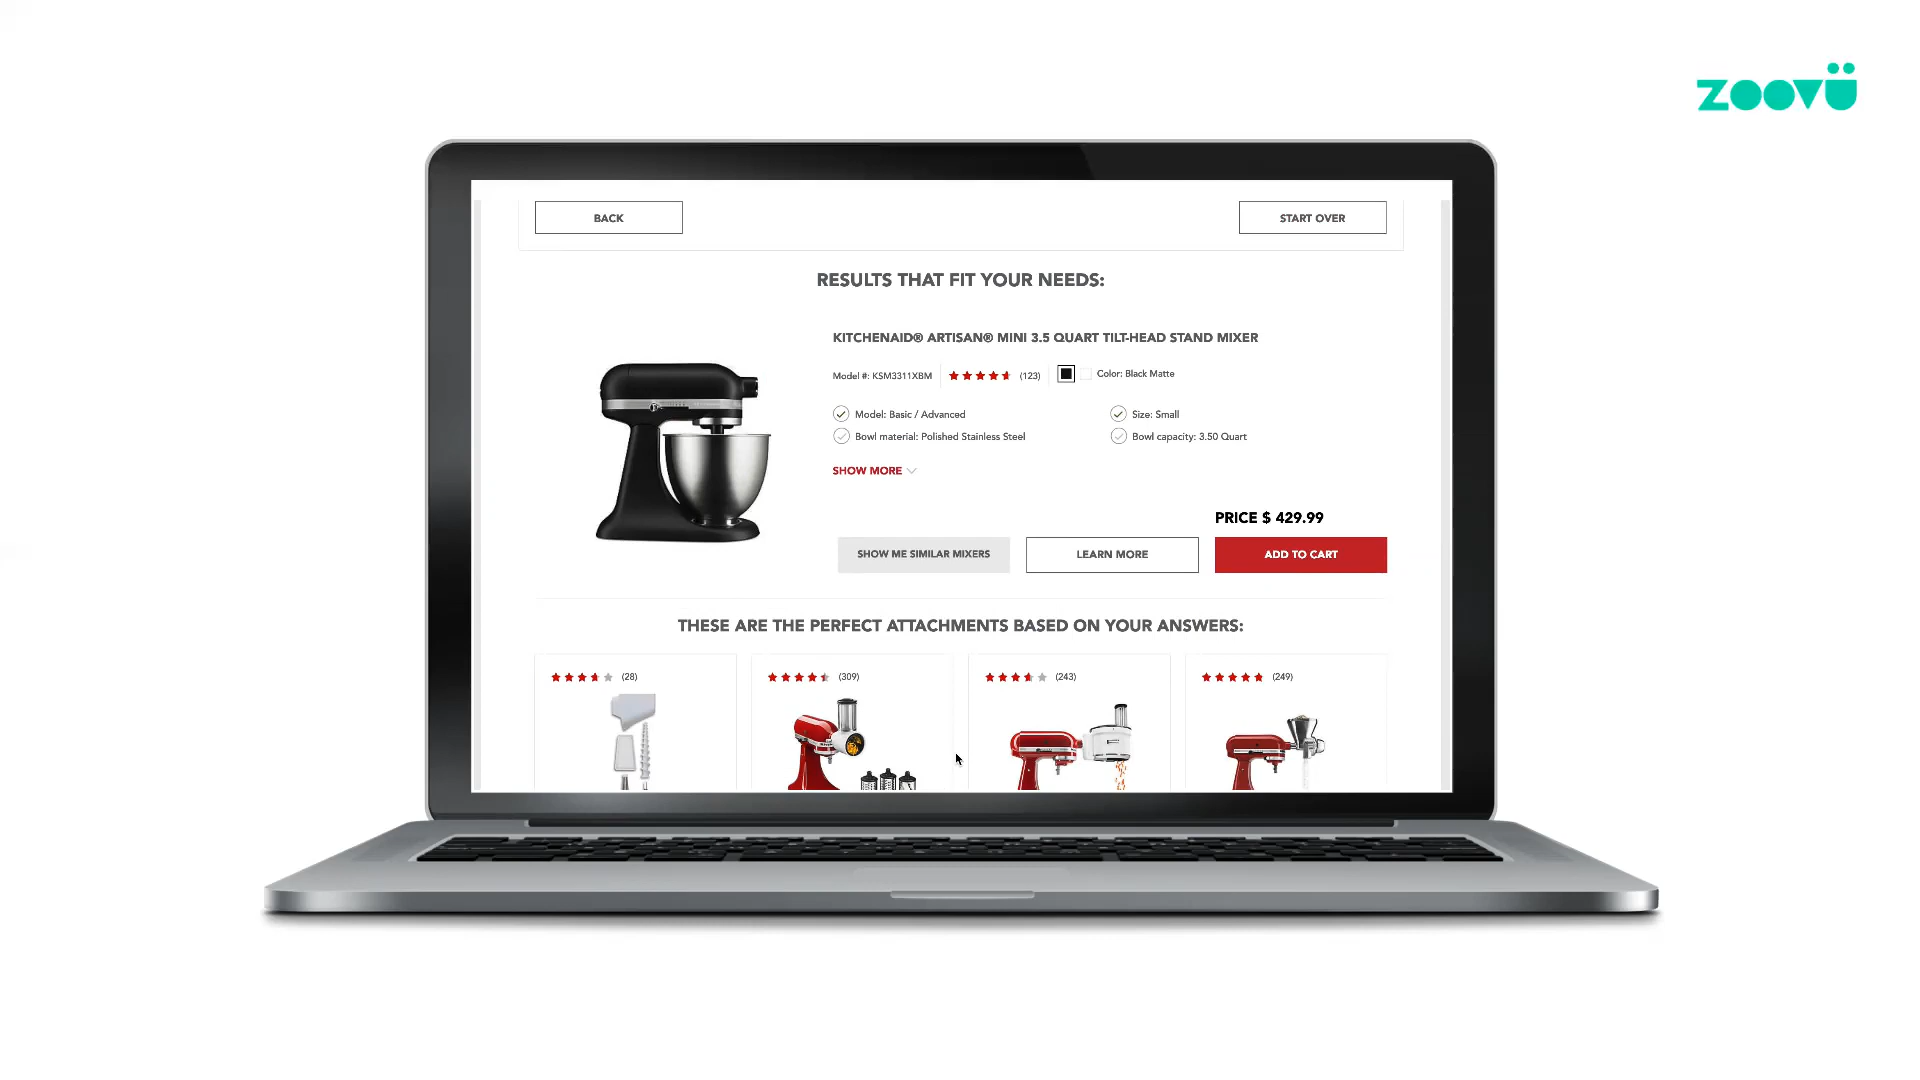 zoovü
BACK
START OVER
RESULTS THAT FIT YOUR NEEDS:
KITCHENAID® ARTISAN® MINI 3.5 QUART TILT-HEAD STAND MIXER
Model #: KSM3311XBM
(123)
Color: Black Matte
Model: Basic / Advanced
Size: Small
Bowl material: Polished Stainless Steel
Bowl capacity: 3.50 Quart
SHOW MORE
PRICE $ 429.99
SHOW ME SIMILAR MIXERS
LEARN MORE
ADD TO CART
THESE ARE THE PERFECT ATTACHMENTS BASED ON YOUR ANSWERS:
(28)
(309)
(243)
(249)